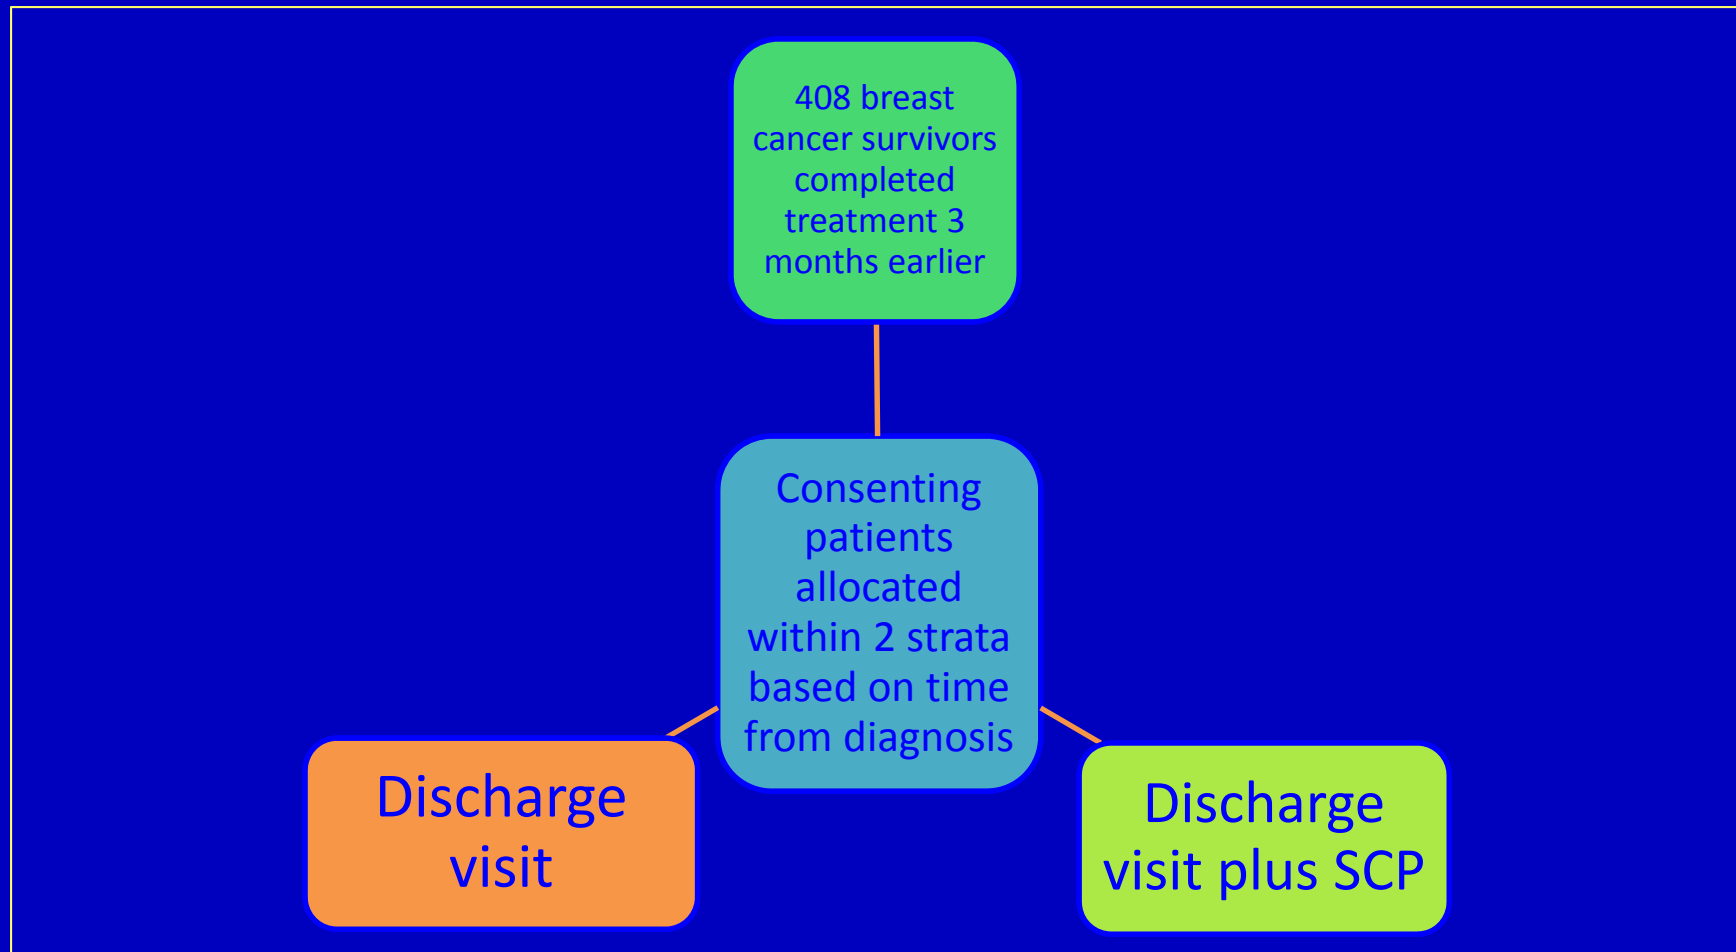 408 breast
cancer survivors
completed
treatment 3
months earlier
Consenting
patients
allocated
within 2 strata
based on time
from diagnosis
Discharge
visit
Discharge
visit plus SCP